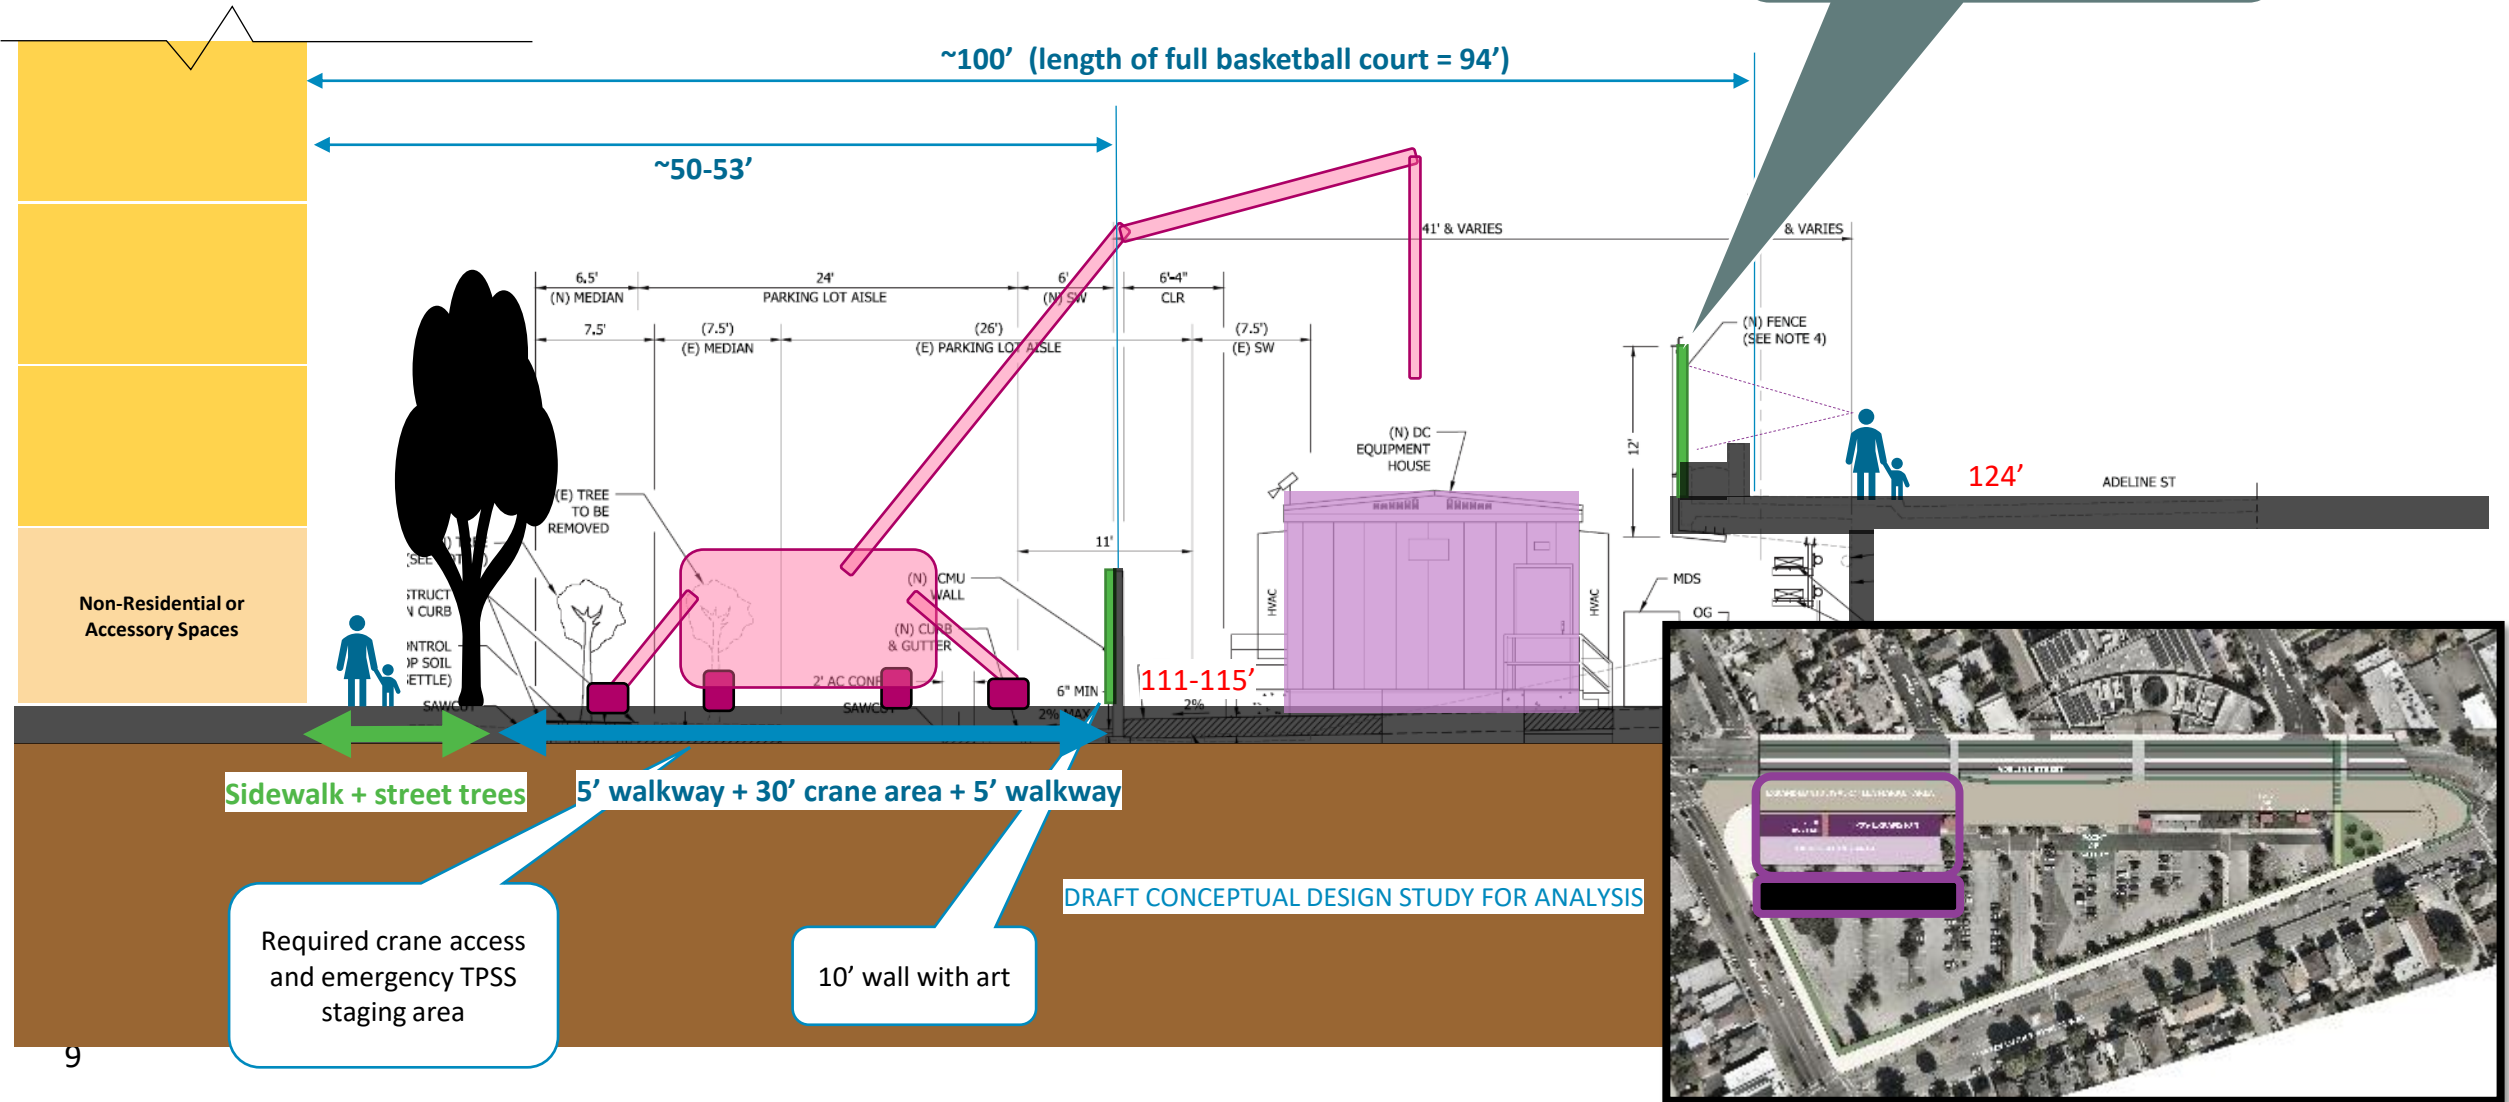 ~100’  (length of full basketball court = 94’)
~50-53’
41' & VARIES
& VARIES
6.5'
(N) MEDIAN
24'
PARKING LOT AISLE
6'
(N) SW
6'-4"
CLR
7.5'
(7.5')
(E) MEDIAN
(26')
(E) PARKING LOT AISLE
(7.5')
(E) SW
(N) FENCE
(SEE NOTE 4)
12'
(N) DC
EQUIPMENT
HOUSE
124’
ADELINE ST
(E) TREE
TO BE
REMOVED
11'
(N) CMU
WALL
HVAC
HVAC
MDS
OG
Non-Residential or
Accessory Spaces
N CURB
(N) CURB
& GUTTER
OP SOIL
SAWCUT
SAWCUT
6" MIN
2% MAX
2%
111-115’
Sidewalk + street trees
5’ walkway + 30’ crane area + 5’ walkway
Required crane access
and emergency TPSS
staging area
10’ wall with art
DRAFT CONCEPTUAL DESIGN STUDY FOR ANALYSIS
9